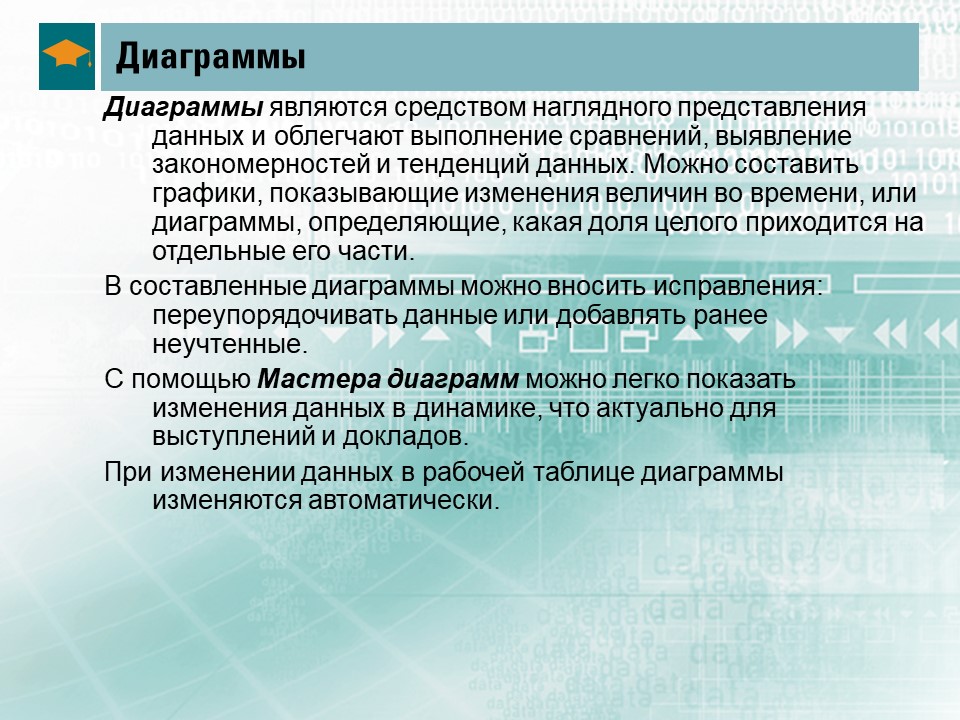 Диаграммы
Диаграммы являются средством наглядного представления
данных и облегчают выполнение сравнений, выявление
закономерностей и тенденций данных. Можно составить
графики, показывающие изменения величин во времени, или
диаграммы, определяющие, какая доля целого приходится на
отдельные его части.
В составленные диаграммы можно вносить исправления:
переупорядочивать данные или добавлять ранее
неучтенные.
С помощью Мастера диаграмм можно легко показать
изменения данных в динамике, что актуально для
выступлений и докладов.
При изменении данных в рабочей таблице диаграммы
изменяются автоматически.